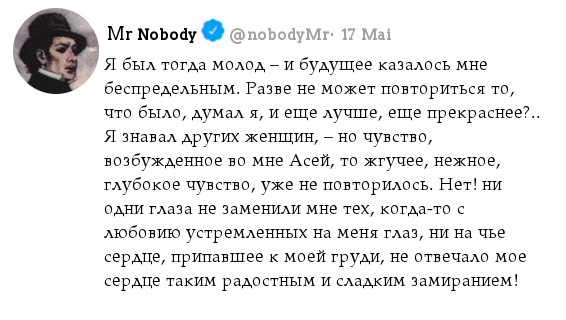 Mr Nobody @nobodyMr· 17 Mai
Я был тогда молод – и будущее казалось мне
беспредельным. Разве не может повториться то,
что было, думал я, и еще лучше, еще прекраснее?..
Я знавал других женщин, – но чувство,
возбужденное во мне Асей, то жгучее, нежное,
глубокое чувство, уже не повторилось. Нет! ни
одни глаза не заменили мне тех, когда-то с
любовию устремленных на меня глаз, ни на чье
сердце, припавшее к моей груди, не отвечало мое
сердце таким радостным и сладким замиранием!